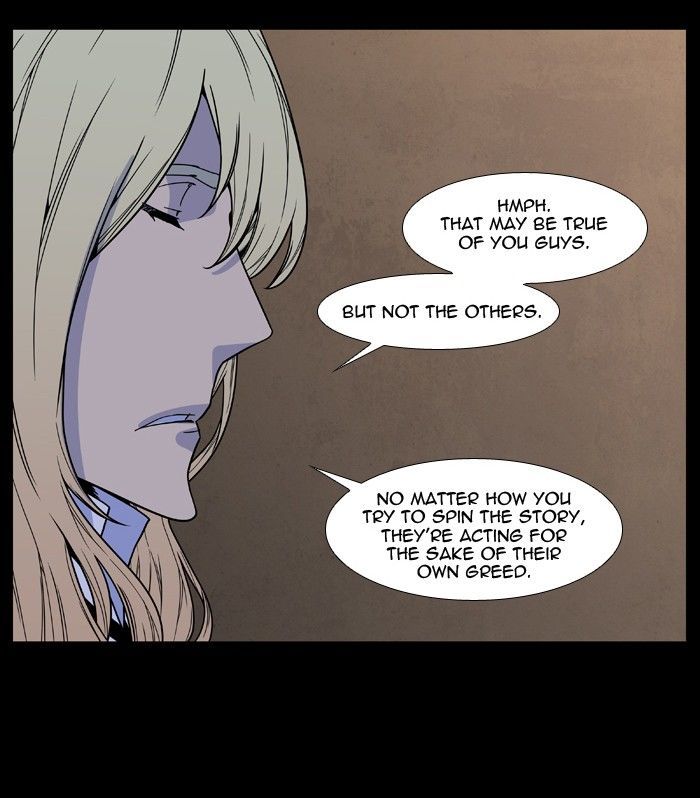 HMPH.
THAT MAY BE TRUE
OF YOU GUYS.
BUT NOT THE OTHERS.
NO MATTER HOW YOU
TRY TO SPIN THE STORY,
THEY'RE ACTING FOR
THE SAKE OF THEIR
OWN GREED.